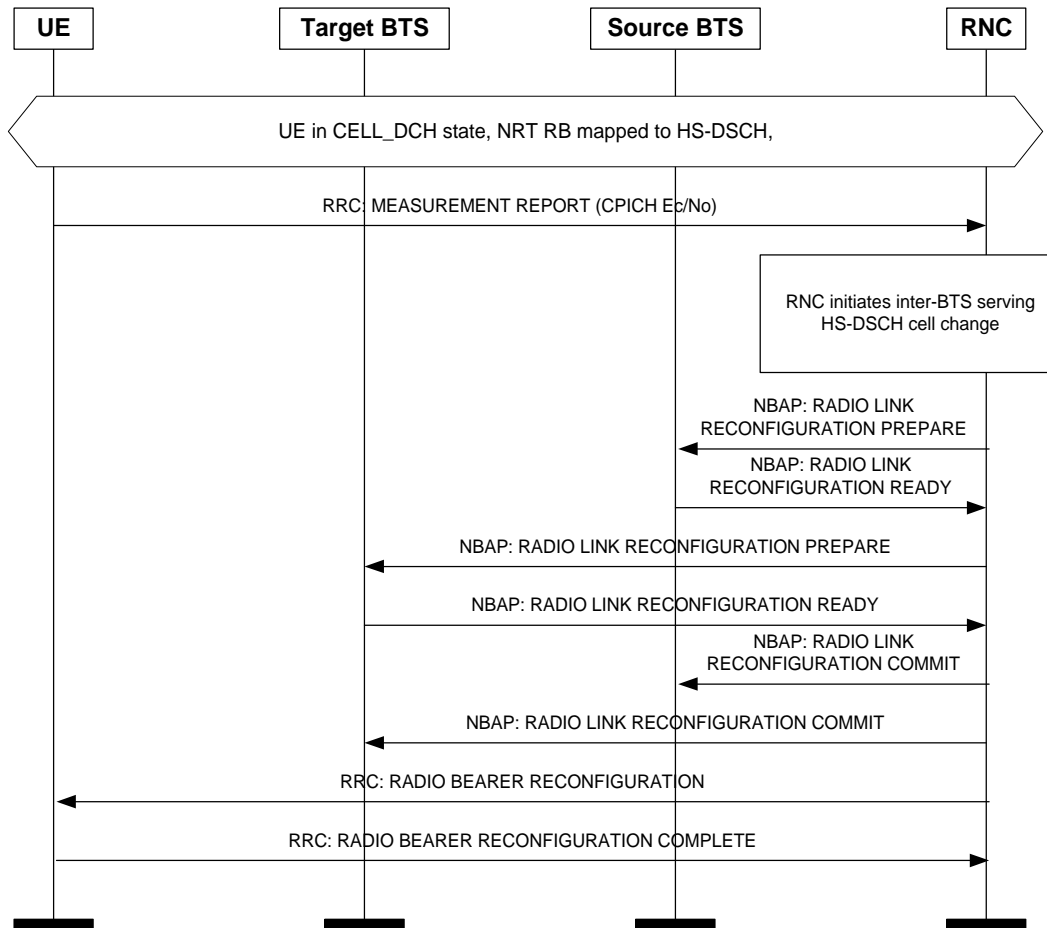 UE
Target BTS
Source BTS
RNC
UE in CELL_DCH state, NRT RB mapped to HS-DSCH,
RRC: MEASUREMENT REPORT (CPICH Ec/No)
RNC initiates inter-BTS serving
HS-DSCH cell change
NBAP: RADIO LINK
RECONFIGURATION PREPARE
NBAP: RADIO LINK
RECONFIGURATION READY
NBAP: RADIO LINK RECONFIGURATION PREPARE
NBAP: RADIO LINK RECONFIGURATION READY
NBAP: RADIO LINK
RECONFIGURATION COMMIT
NBAP: RADIO LINK RECONFIGURATION COMMIT
RRC: RADIO BEARER RECONFIGURATION
RRC: RADIO BEARER RECONFIGURATION COMPLETE